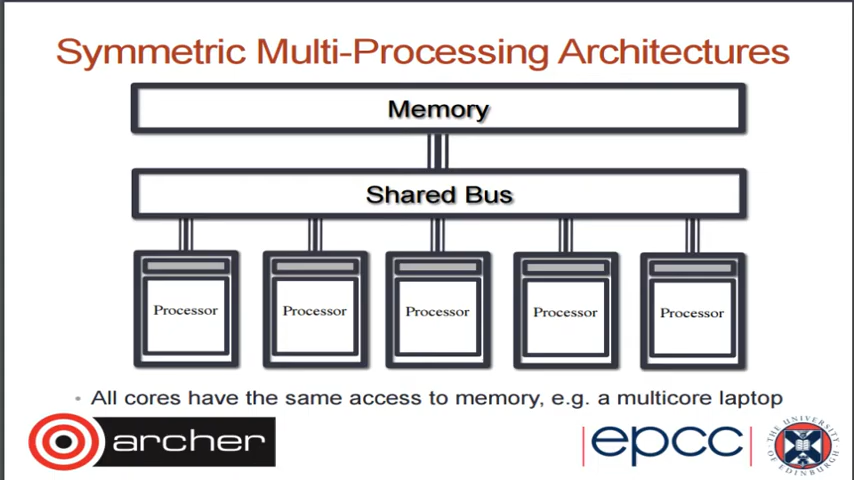 Symmetric Multi-Processing Architectures
Memory
Shared Bus
Processor Processor Processor Processor Processor
• All cores have the same access to memory, e.g. a multicore laptop
archer
epcc
THE UNIVERSITY OF EDINBURGH